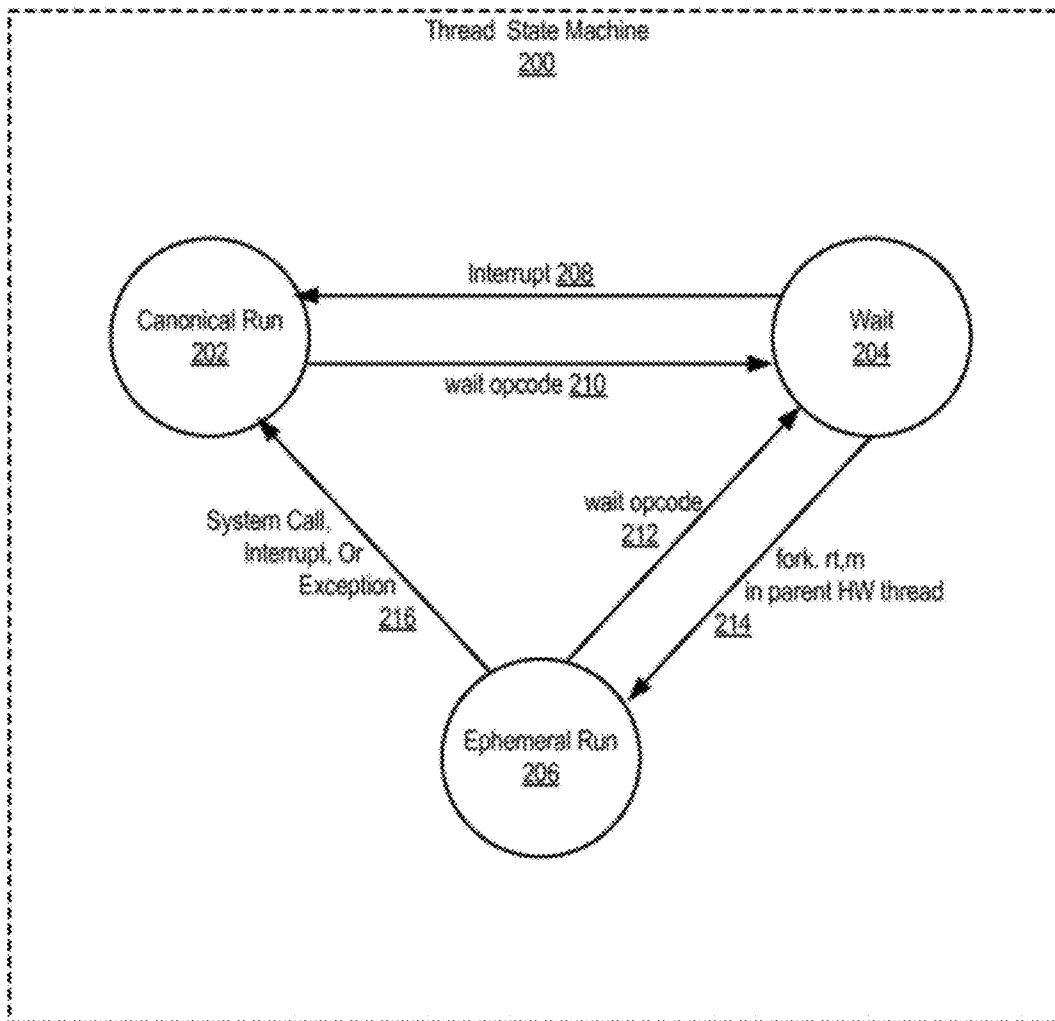 Thread State Machine
200
Interrupt 208
Canonical Run
202
Wait
204
wait opcode 210
System Call,
Interrupt, Or
Exception
216
wait opcode
212
fork. rt,m
in parent HW thread
214
Ephemeral Run
206